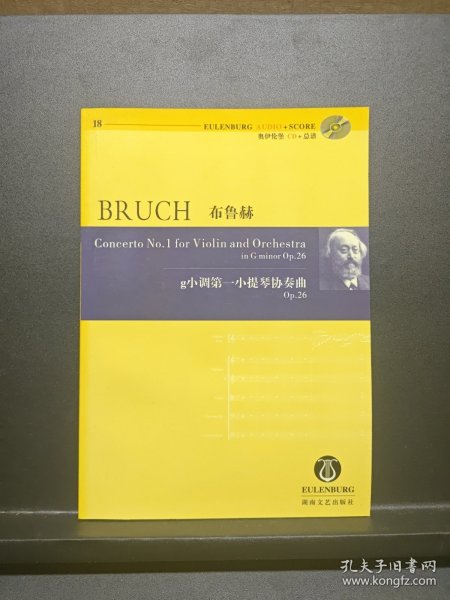 18
EULENBURG AUDIO+SCORE
奥伊伦堡 CD+总谱
BRUCH 布鲁赫
Concerto No.1 for Violin and Orchestra
in G minor Op.26
g小调第一小提琴协奏曲
Op.26
EULENBURG
湖南文艺出版社
孔夫子旧书网
www.kongfz.com